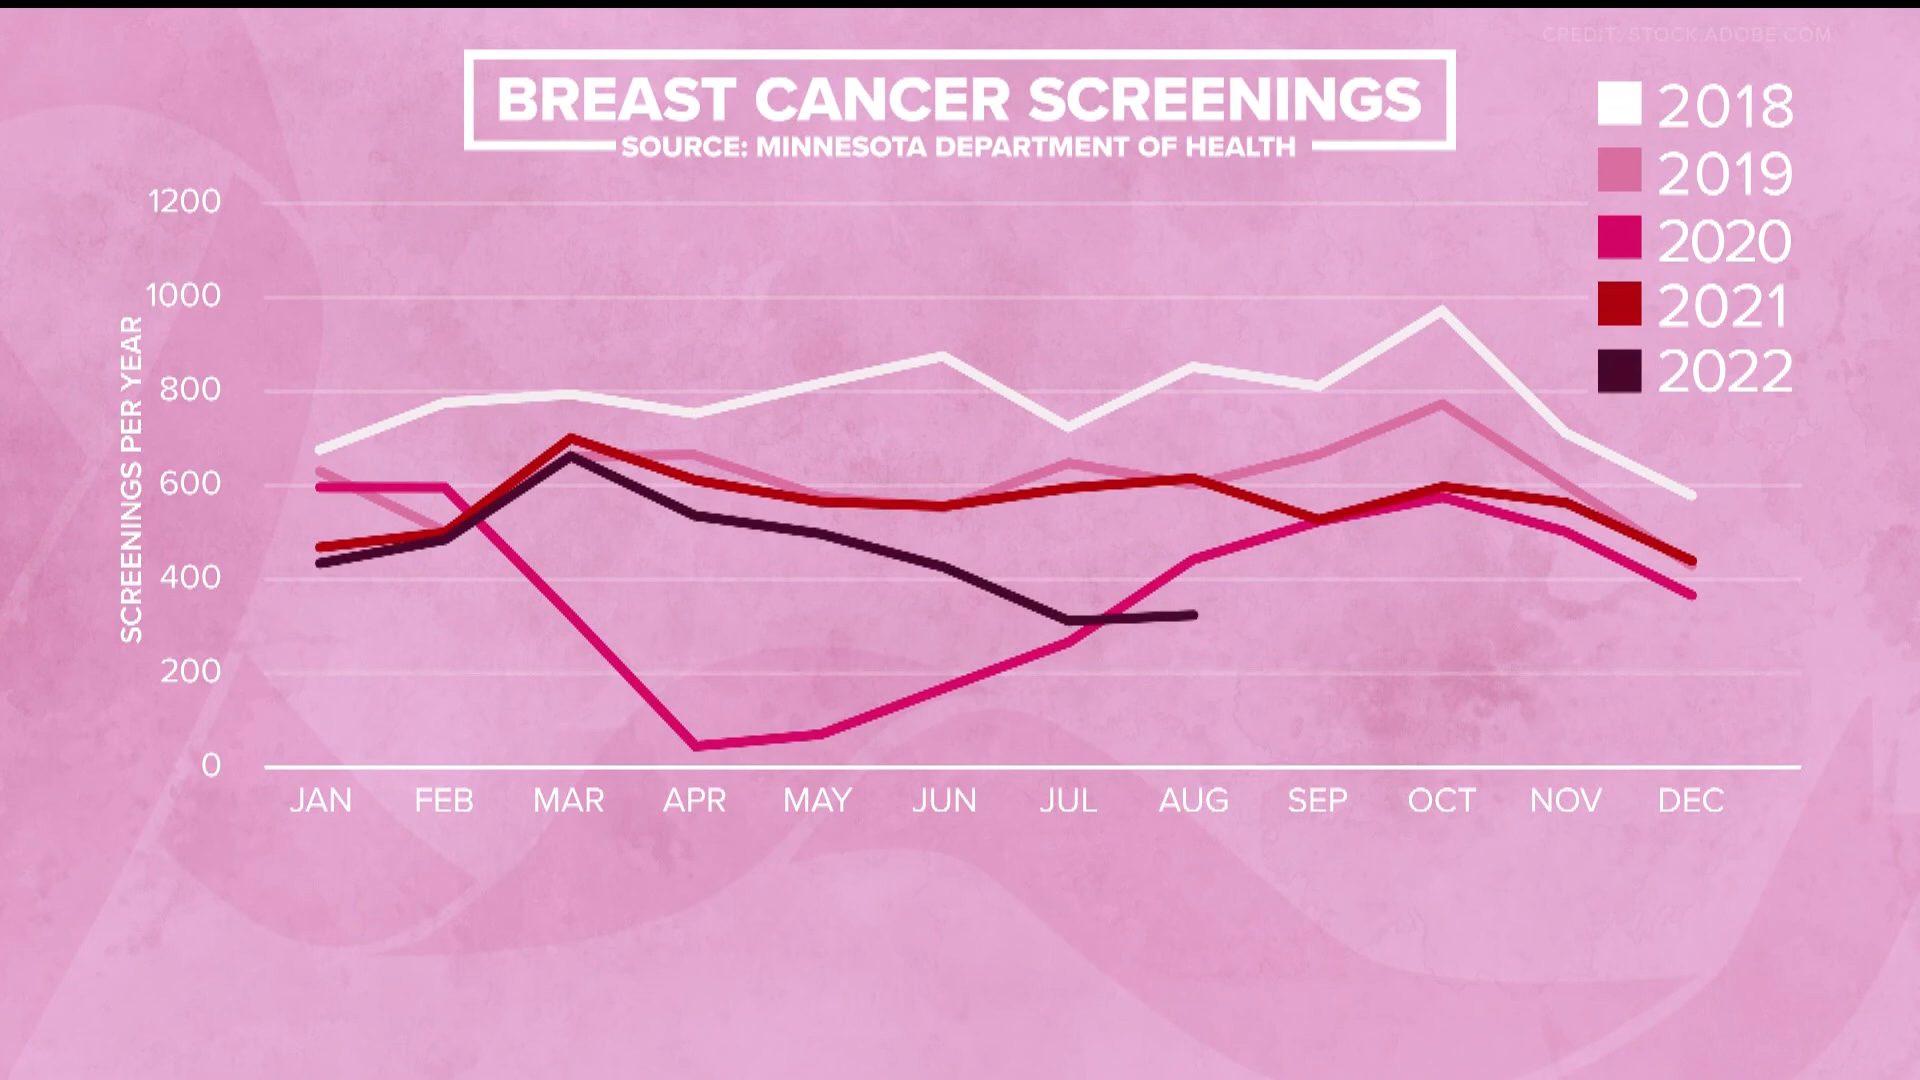 CREDIT: STOCK.ADOBE.COM
BREAST CANCER SCREENINGS
SOURCE: MINNESOTA DEPARTMENT OF HEALTH
2018
2019
2020
2021
2022
SCREENINGS PER YEAR
1200
1000
800
600
400
200
0
JAN FEB MAR APR MAY JUN JUL AUG SEP OCT NOV DEC